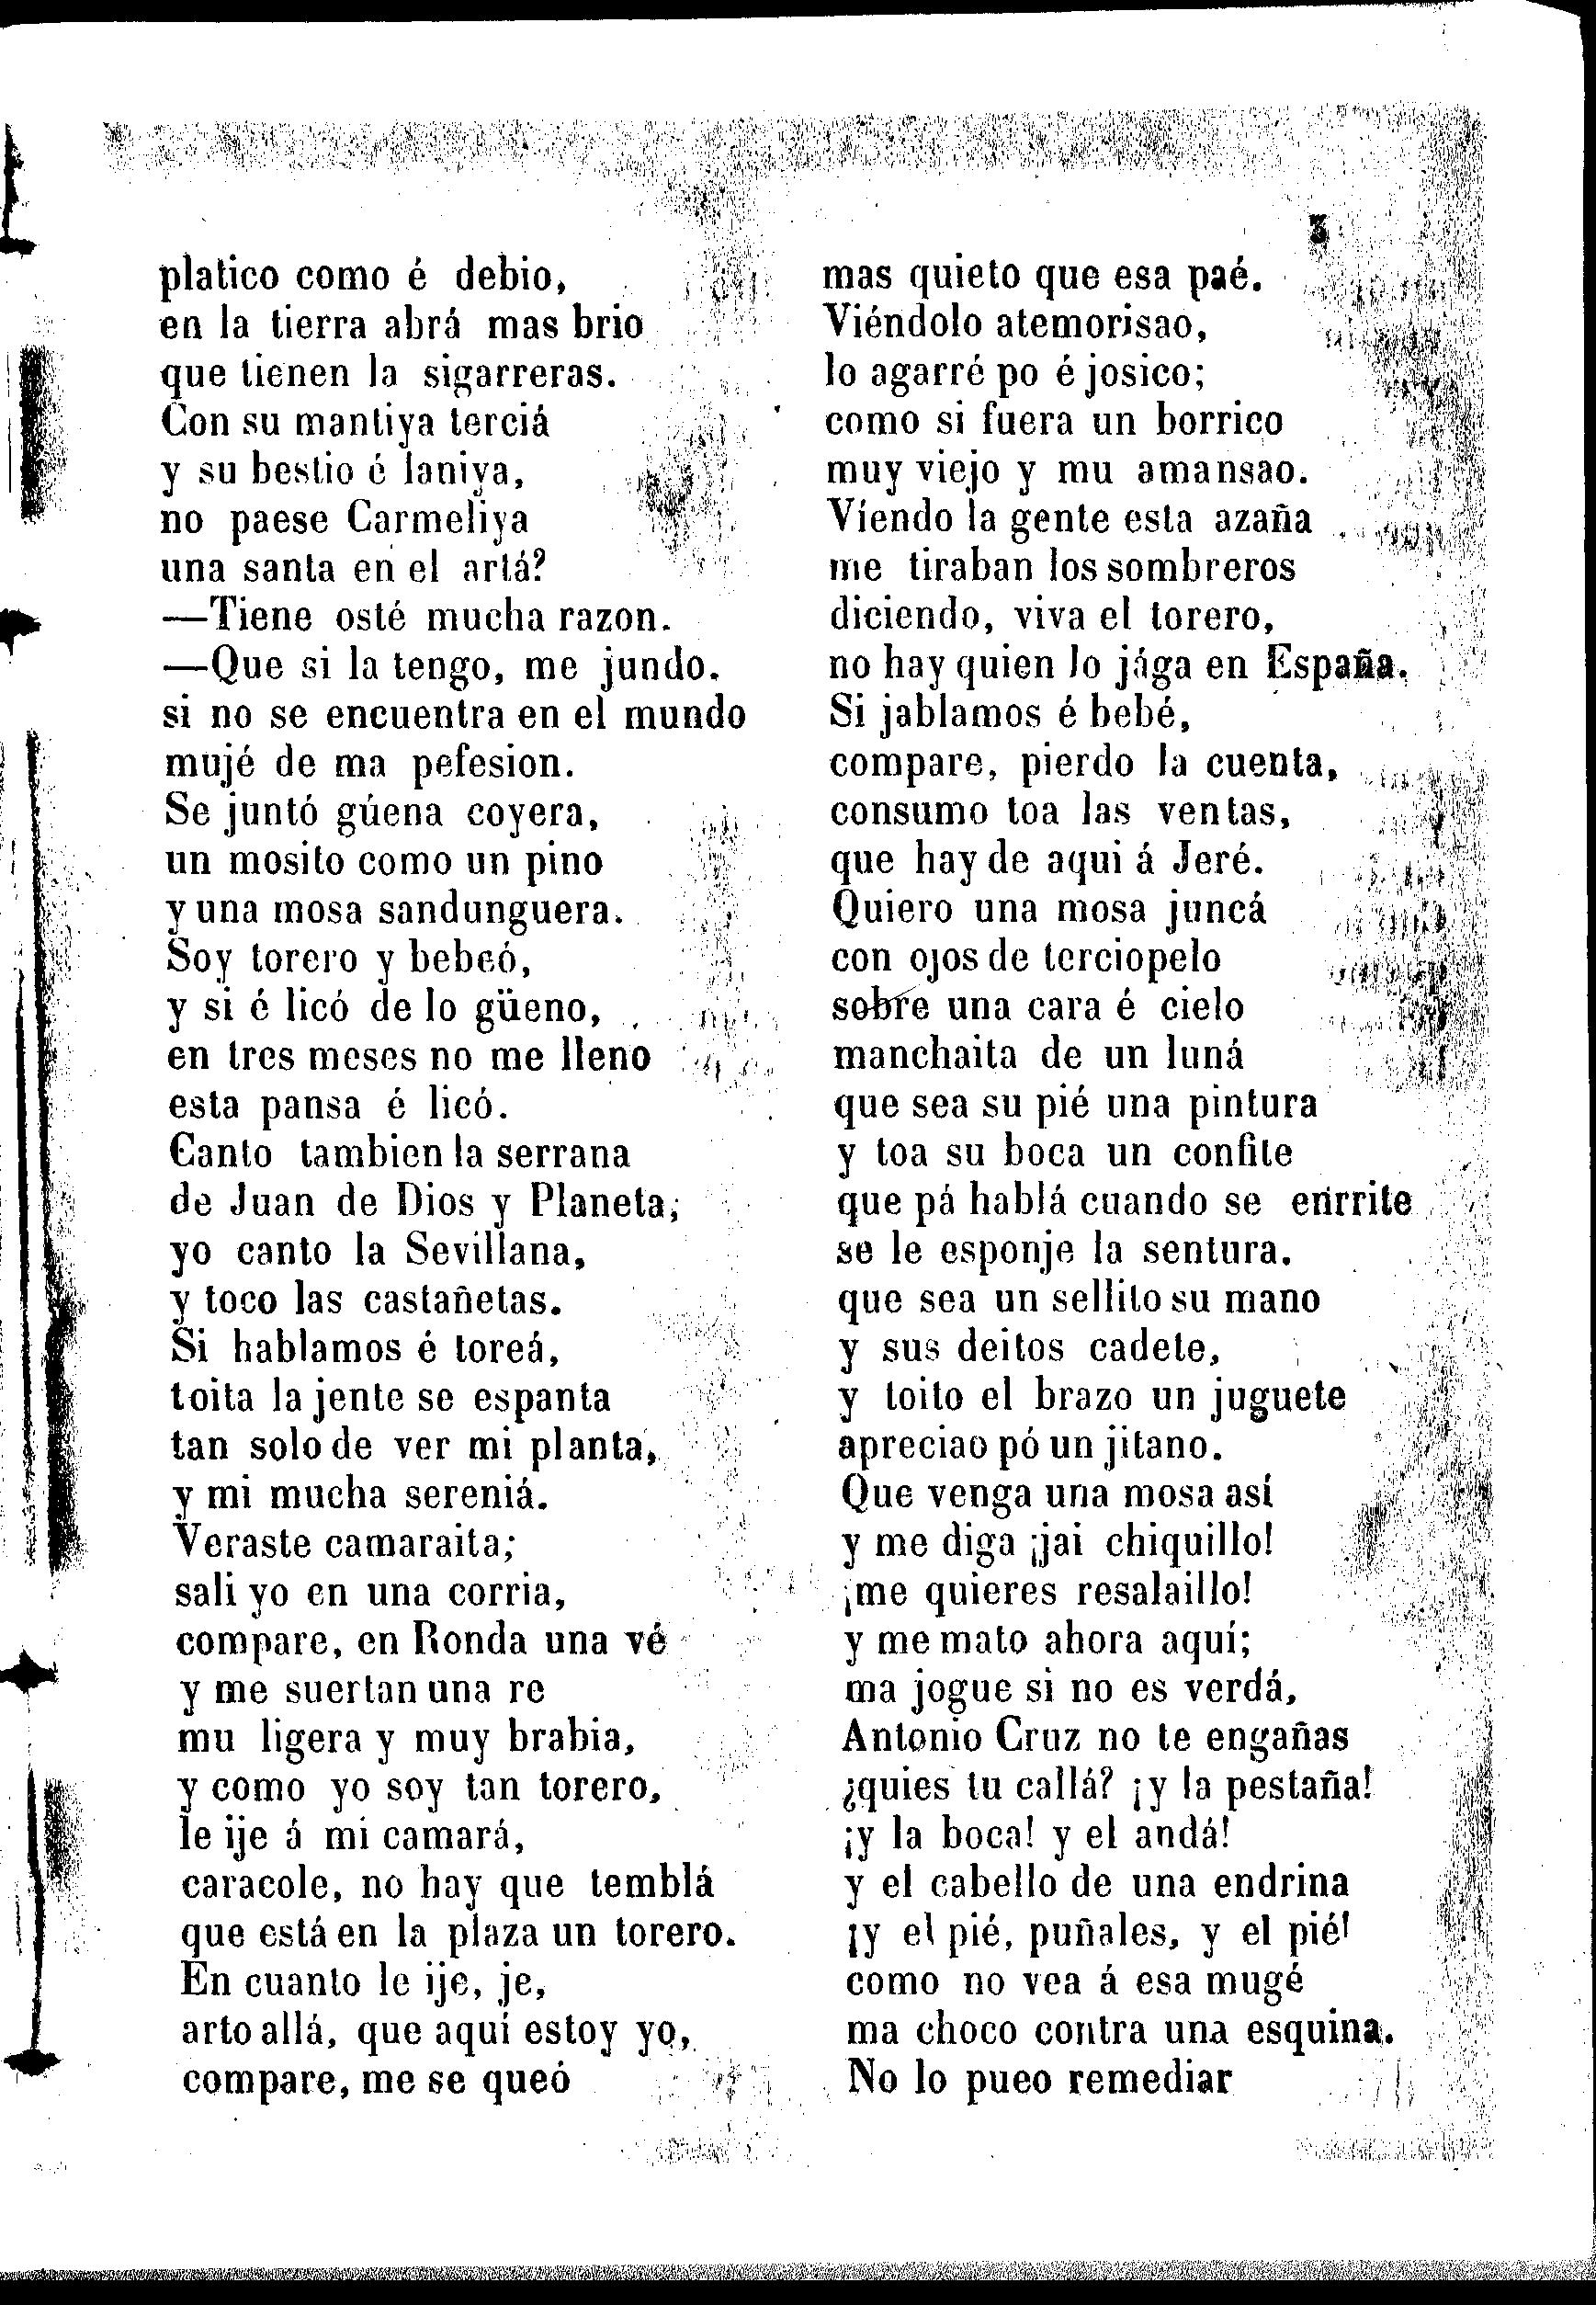 3
platico como é debio,
en la tierra abrá mas brio
que tienen la sigarreras.
Con su mantiya terciá
y su bestio é laniya,
no paese Carmeliya
una santa en el artá?
—Tiene osté mucha razon.
—Que si la tengo, me jundo.
si no se encuentra en el mundo
mujé de ma pefesion.
Se juntó gúena coyera,
un mosito como un pino
y una mosa sandunguera.
Soy torero y bebeó,
y si é licó de lo güeno,
en tres meses no me lleno
esta pansa é licó.
Canto tambien la serrana
de Juan de Dios y Planeta;
yo canto la Sevillana,
y toco las castañetas.
Si hablamos é toreá,
toita la jente se espanta
tan solo de ver mi planta,
y mi mucha sereniá.
Veraste camaraita;
sali yo en una corria,
compare, en Ronda una vé
y me suertan una re
mu ligera y muy brabia,
y como yo soy tan torero,
le ije á mi camará,
caracole, no hay que temblá
que está en la plaza un torero.
En cuanto le ije, je,
arto allá, que aquí estoy yo,
compare, me se queó
mas quieto que esa paé.
Viéndolo atemorisao,
lo agarré po é josico;
como si fuera un borrico
muy viejo y mu amansao.
Viendo la gente esta azaña
me tiraban los sombreros
diciendo, viva el torero,
no hay quien lo jága en España.
Si jablamos é bebé,
compare, pierdo la cuenta,
consumo toa las ventas,
que hay de aqui á Jeré.
Quiero una mosa juncá
con ojos de terciopelo
sobre una cara é cielo
manchaita de un luná
que sea su pié una pintura
y toa su boca un confite
que pá hablá cuando se enrrite
se le esponje la sentura.
que sea un sellito su mano
y sus deitos cadete,
y toito el brazo un juguete
apreciao pó un jitano.
Que venga una mosa así
y me diga ¡jai chiquillo!
¡me quieres resalaillo!
y me mato ahora aquí;
ma jogue si no es verdá,
Antonio Cruz no te engañas
¿quies tu callá? ¡y la pestaña!
¡y la boca! y el andá!
y el cabello de una endrina
¡y el pié, puñales, y el pié!
como no vea á esa mugé
ma choco contra una esquina.
No lo pueo remediar